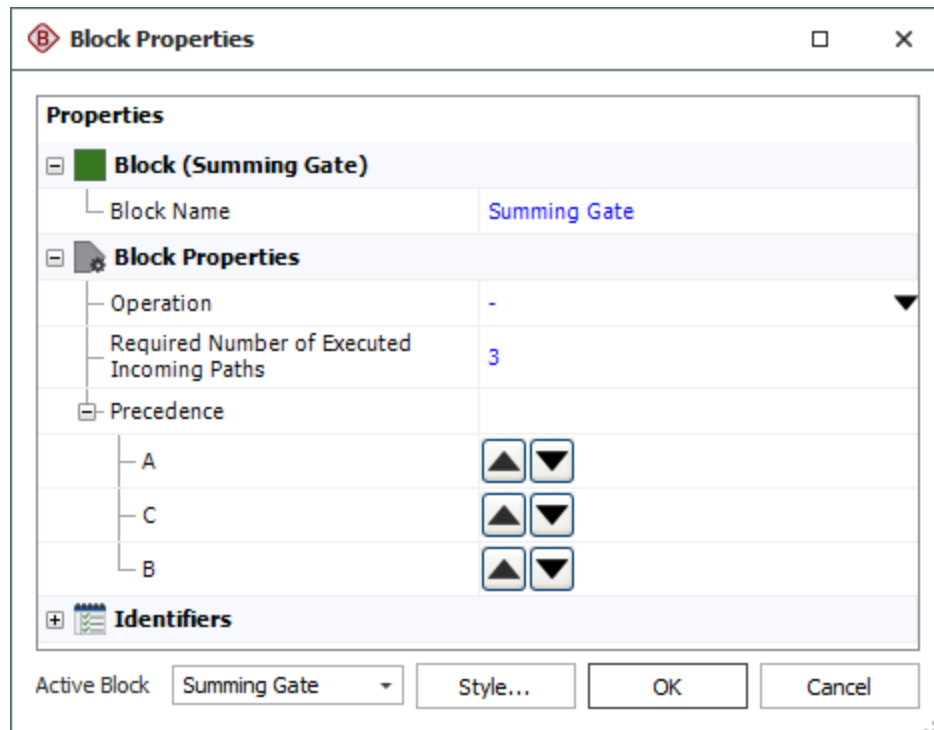 B Block Properties
Properties
Block (Summing Gate)
Block Name Summing Gate
Block Properties
Operation -
Required Number of Executed
Incoming Paths 3
Precedence
A
C
B
Identifiers
Active Block Summing Gate Style... OK Cancel